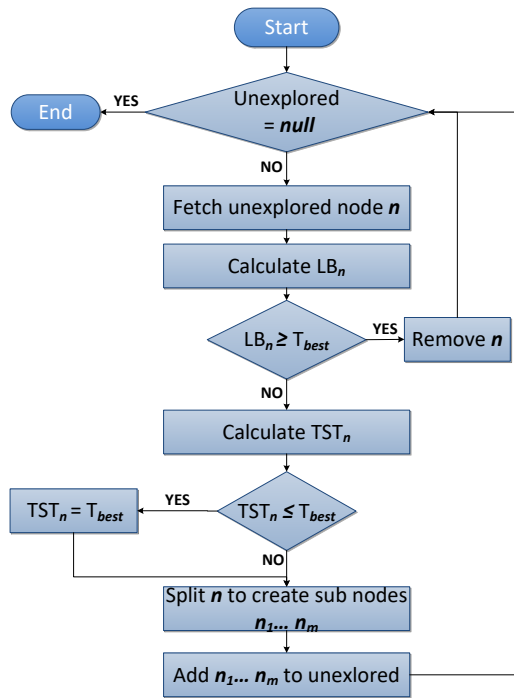 Start
Unexplored
= null
YES
End
NO
Fetch unexplored node n
Calculate LBn
LBn ≥ Tbest
YES
Remove n
NO
Calculate TSTn
TSTn ≤ Tbest
YES
TSTn = Tbest
NO
Split n to create sub nodes
n1... nm
Add n1... nm to unexlored